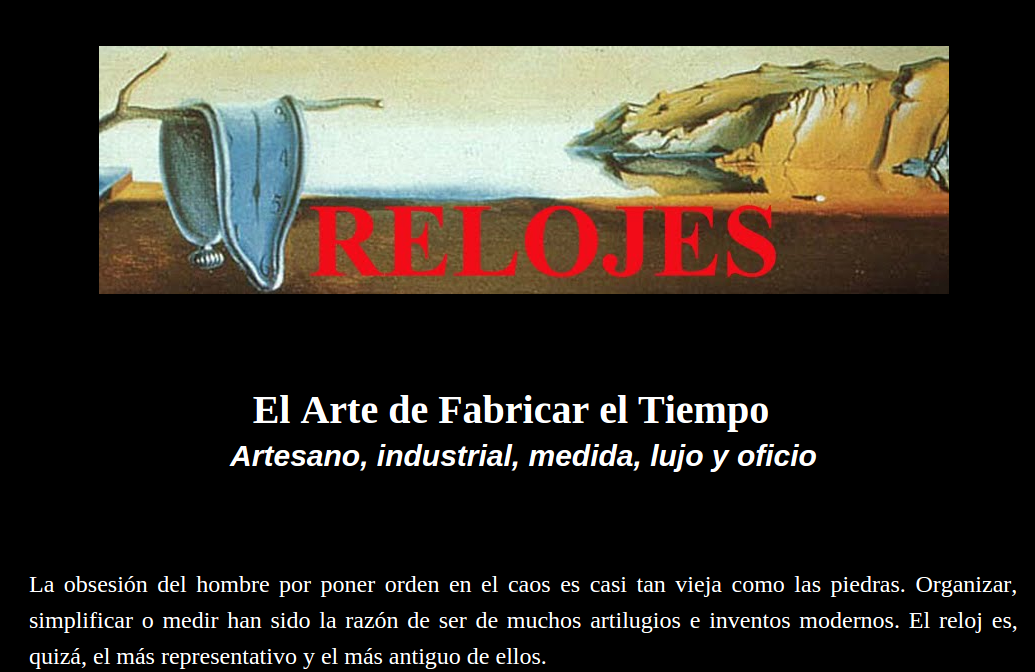 RELOJES
El Arte de Fabricar el Tiempo
Artesano, industrial, medida, lujo y oficio
La obsesión del hombre por poner orden en el caos es casi tan vieja como las piedras. Organizar,
simplificar o medir han sido la razón de ser de muchos artilugios e inventos modernos. El reloj es,
quizá, el más representativo y el más antiguo de ellos.